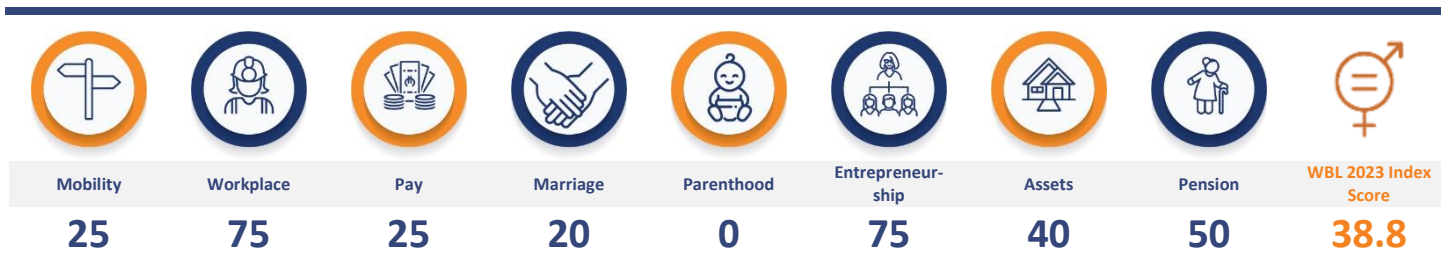 Mobility
Workplace
Pay
Marriage
Parenthood
Entrepreneur-
ship
Assets
Pension
WBL 2023 Index
Score
25
75
25
20
0
75
40
50
38.8